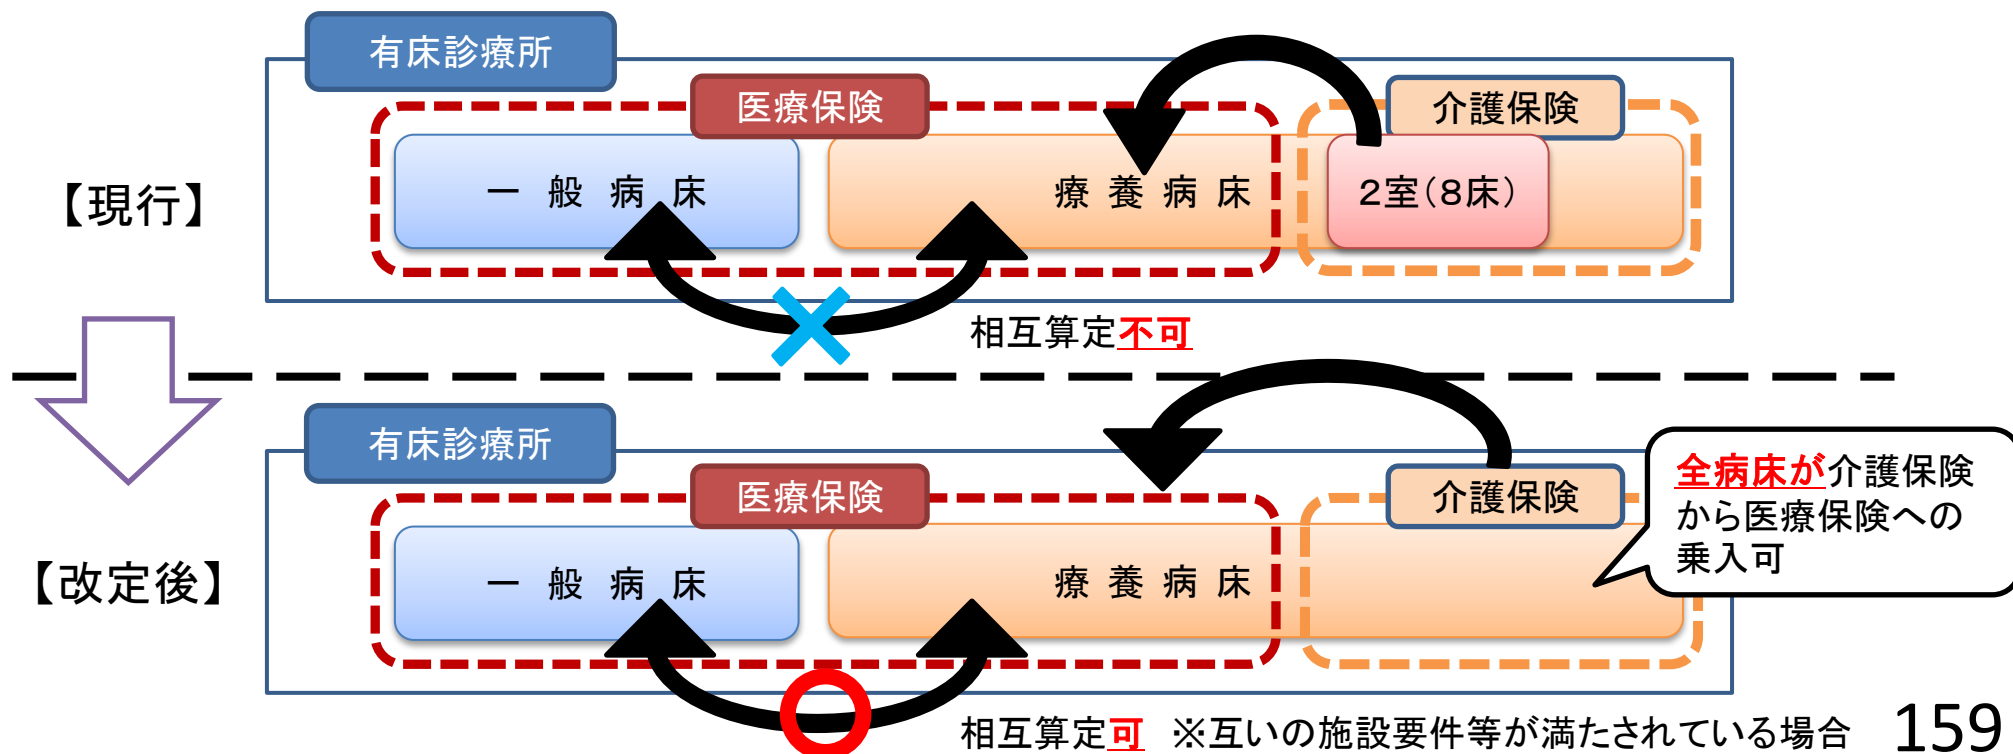 有床診療所
医療保険
介護保険
【現行】
一般病床
療養病床
2室(8床)
相互算定不可
有床診療所
医療保険
介護保険
全病床が介護保険
から医療保険への
乗入可
【改定後】
一般病床
療養病床
相互算定可 ※互いの施設要件等が満たされている場合
159